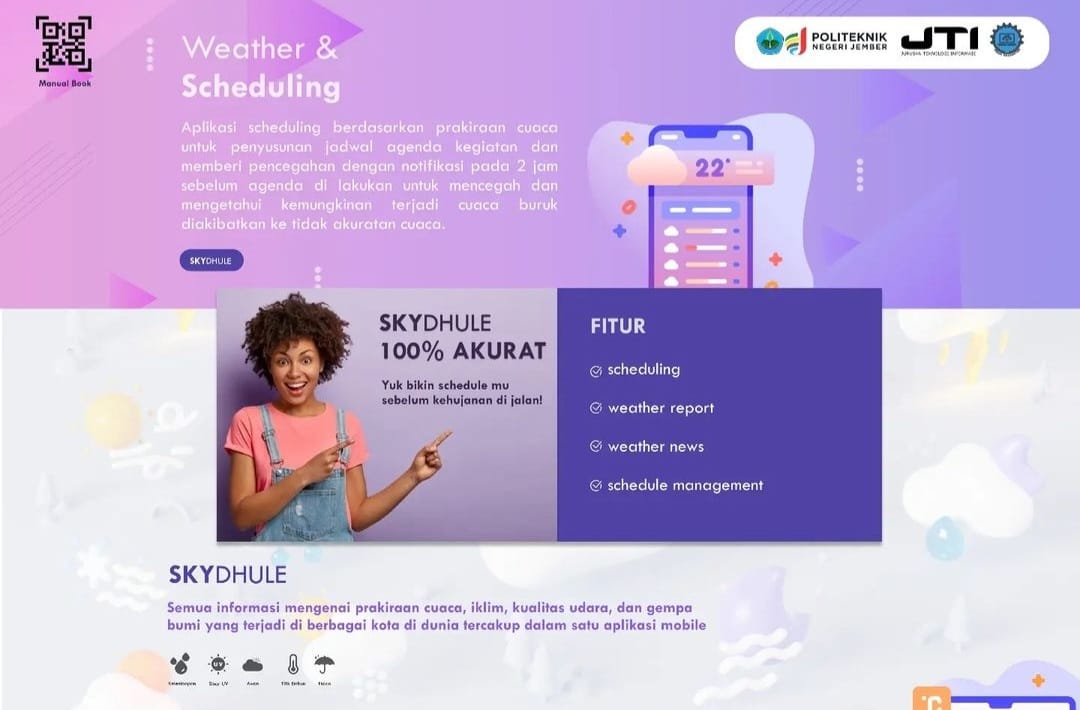 Manual Book
Weather &
Scheduling
Aplikasi scheduling berdasarkan prakiraan cuaca
untuk penyusunan jadwal agenda kegiatan dan
memberi pencegahan dengan notifikasi pada 2 jam
sebelum agenda di lakukan untuk mencegah dan
mengetahui kemungkinan terjadi cuaca buruk
diakibatkan ke tidak akuratan cuaca.
SKYDHULE
POLITEKNIK
NEGERI JEMBER
JTI
JURUSAN TEKNOLOGI INFORMASI
22°
SKYDHULE
100% AKURAT
Yuk bikin schedule mu
sebelum kehujanan di jalan!
FITUR
scheduling
weather report
weather news
schedule management
SKYDHULE
Semua informasi mengenai prakiraan cuaca, iklim, kualitas udara, dan gempa
bumi yang terjadi di berbagai kota di dunia tercakup dalam satu aplikasi mobile
UV
Kelembapan
Sinar UV
Awan
Titik Embun
°C